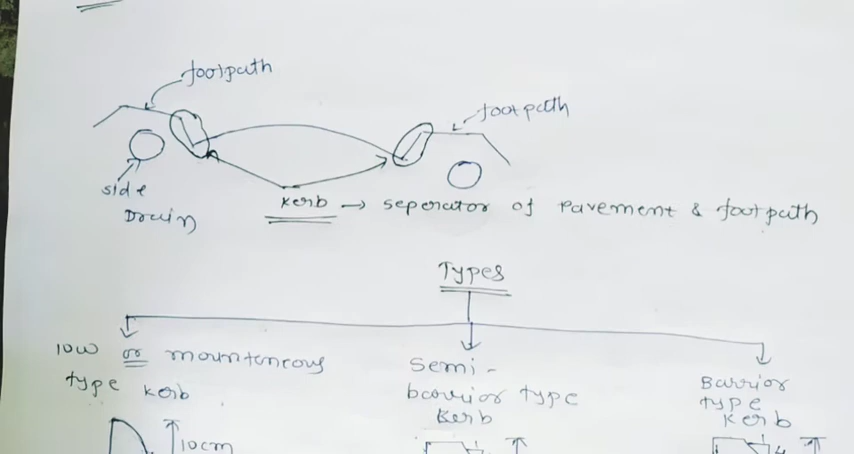 footpath
footpath
side
Drain
Kerb → seperator of Pavement & footpath
Types
low or mounteneous
type kerb
Semi-
barrior type
Kerb
Barrior
type
Kerb
10cm